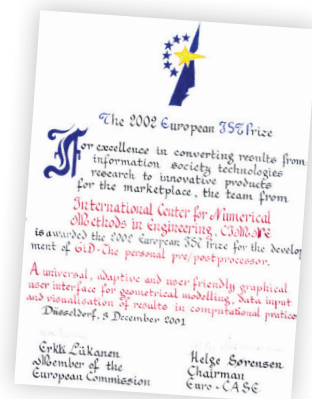 The 2002 European IST Prize
For excellence in converting results from
information society technologies
research to innovative products
for the marketplace, the team from
International Center for Numerical
Methods in Engineering, CIMNE
is awarded the 2002 European IST Prize for the develop
ment of GiD-The personal pre/postprocessor.
A universal, adaptive and user friendly graphical
user interface for geometrical modelling, data input
and visualisation of results in computational pratice
Düsseldorf, 3 December 2001
Erkki Liikanen
Member of the
European Commission
Helge Sørensen
Chairman
Euro-CASE